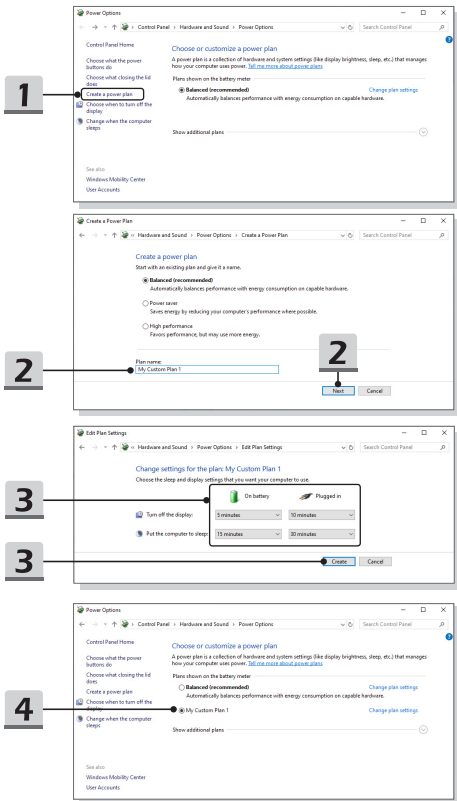 Power Options
Control Panel › Hardware and Sound › Power Options
Search Control Panel
Control Panel Home
Choose what the power
buttons do
Choose what closing the lid
does
Create a power plan
Choose when to turn off the
display
Change when the computer
sleeps
See also
Windows Mobility Center
User Accounts
Choose or customize a power plan
A power plan is a collection of hardware and system settings (like display brightness, sleep, etc.) that manages
how your computer uses power. Tell me more about power plans
Plans shown on the battery meter
Balanced (recommended) Change plan settings
Automatically balances performance with energy consumption on capable hardware.
Show additional plans
1
Create a Power Plan
« Hardware and Sound › Power Options › Create a Power Plan
Search Control Panel
Create a power plan
Start with an existing plan and give it a name.
Balanced (recommended)
Automatically balances performance with energy consumption on capable hardware.
Power saver
Saves energy by reducing your computer's performance where possible.
High performance
Favors performance, but may use more energy.
Plan name:
My Custom Plan 1
2
2
Next Cancel
Edit Plan Settings
« Hardware and Sound › Power Options › Edit Plan Settings
Search Control Panel
Change settings for the plan: My Custom Plan 1
Choose the sleep and display settings that you want your computer to use.
On battery Plugged in
Turn off the display: 5 minutes 10 minutes
Put the computer to sleep: 15 minutes 30 minutes
3
3
Create Cancel
Power Options
Control Panel › Hardware and Sound › Power Options
Search Control Panel
Control Panel Home
Choose what the power
buttons do
Choose what closing the lid
does
Create a power plan
Choose when to turn off the
display
Change when the computer
sleeps
See also
Windows Mobility Center
User Accounts
Choose or customize a power plan
A power plan is a collection of hardware and system settings (like display brightness, sleep, etc.) that manages
how your computer uses power. Tell me more about power plans
Plans shown on the battery meter
Balanced (recommended) Change plan settings
Automatically balances performance with energy consumption on capable hardware.
My Custom Plan 1 Change plan settings
Show additional plans
4